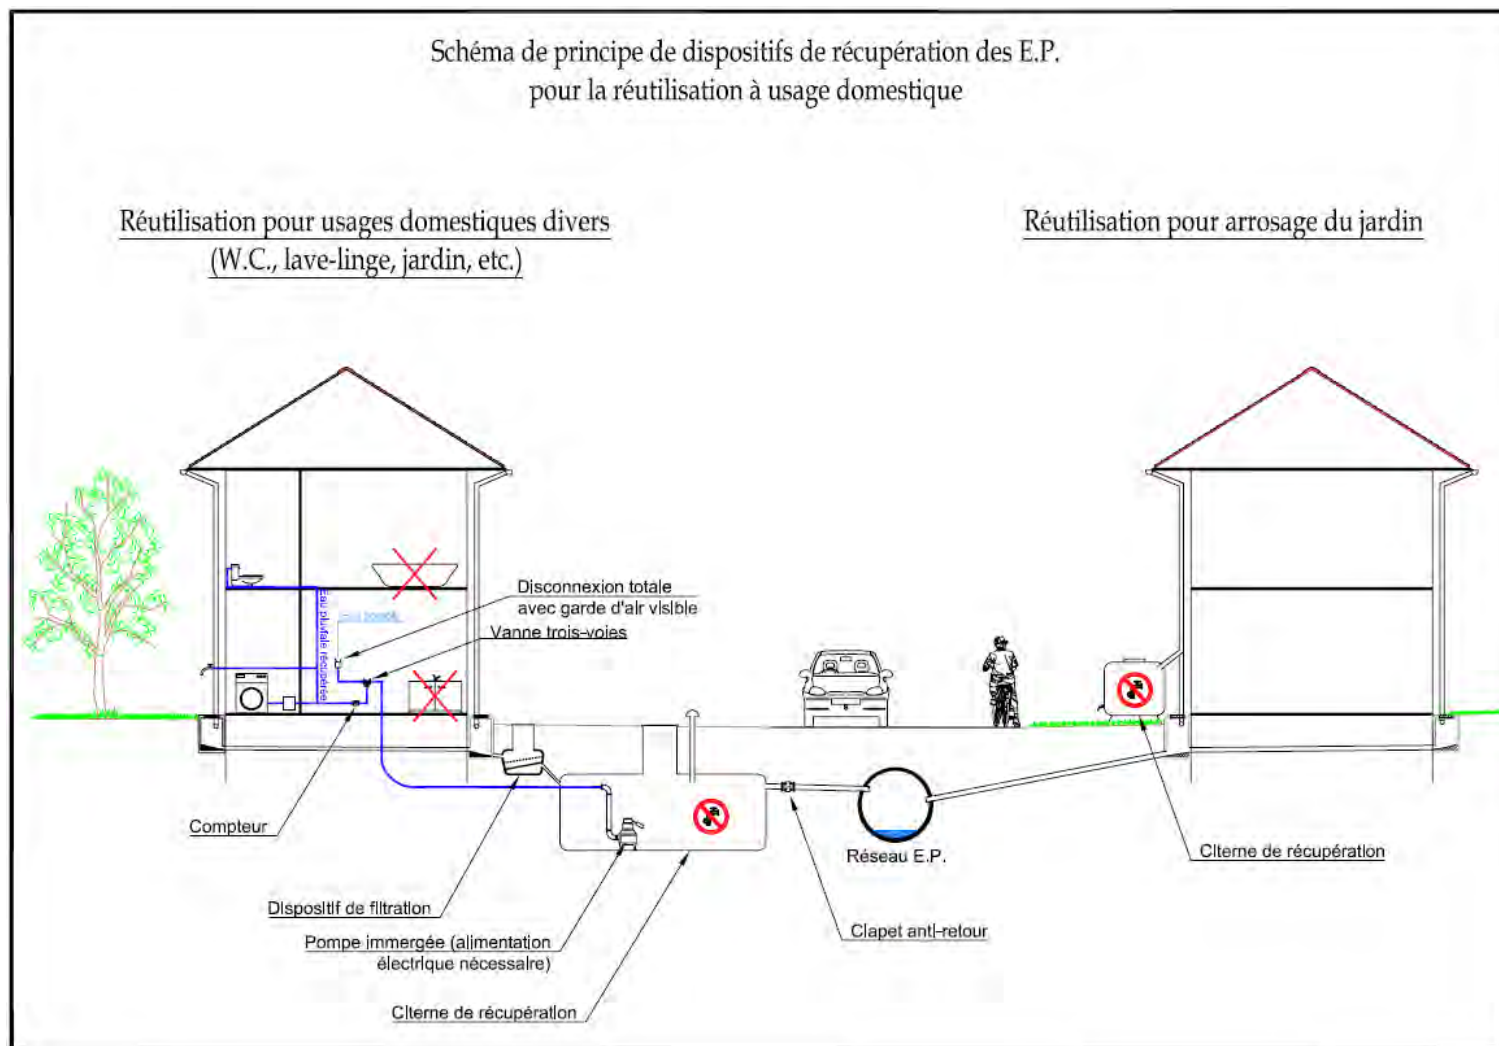 Schéma de principe de dispositifs de récupération des E.P.
pour la réutilisation à usage domestique
Réutilisation pour usages domestiques divers
(W.C., lave-linge, jardin, etc.)
Réutilisation pour arrosage du jardin
Disconnexion totale
avec garde d'air visible
Vanne trois-voies
Eau pluviale récupérée
Compteur
Dispositif de filtration
Pompe immergée (alimentation
électrique nécessaire)
Citerne de récupération
Réseau E.P.
Clapet anti-retour
Citerne de récupération